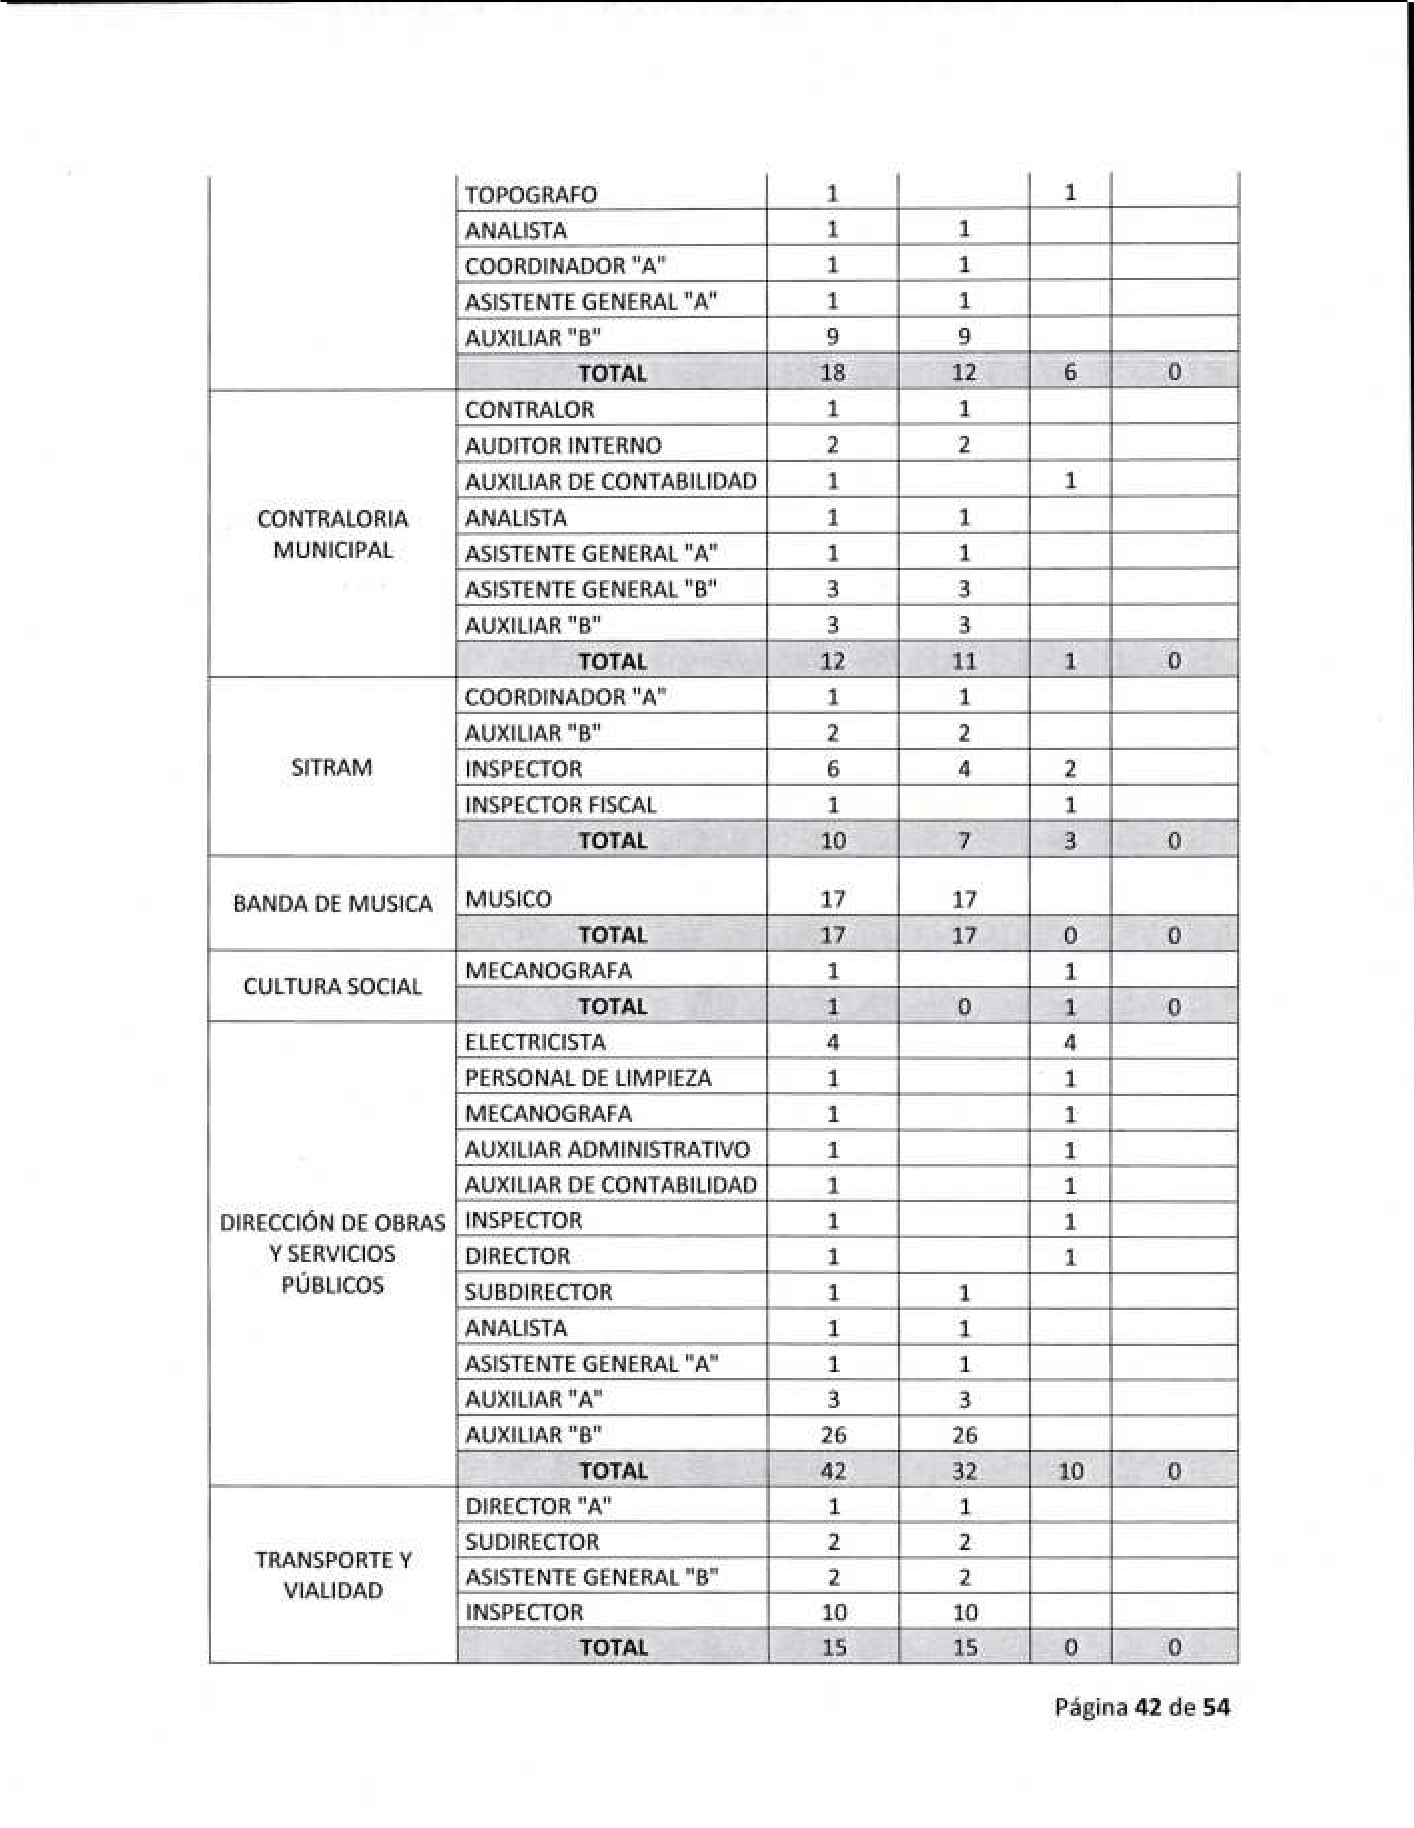 TOPOGRAFO 1 1
ANALISTA 1 1
COORDINADOR "A" 1 1
ASISTENTE GENERAL "A" 1 1
AUXILIAR "B" 9 9
TOTAL 18 12 6 0
CONTRALOR 1 1
AUDITOR INTERNO 2 2
AUXILIAR DE CONTABILIDAD 1 1
CONTRALORIA
MUNICIPAL
ANALISTA 1 1
ASISTENTE GENERAL "A" 1 1
ASISTENTE GENERAL "B" 3 3
AUXILIAR "B" 3 3
TOTAL 12 11 1 0
COORDINADOR "A" 1 1
AUXILIAR "B" 2 2
SITRAM
INSPECTOR 6 4 2
INSPECTOR FISCAL 1 1
TOTAL 10 7 3 0
BANDA DE MUSICA
MUSICO 17 17
TOTAL 17 17 0 0
CULTURA SOCIAL
MECANOGRAFA 1 1
TOTAL 1 0 1 0
ELECTRICISTA 4 4
PERSONAL DE LIMPIEZA 1 1
MECANOGRAFA 1 1
AUXILIAR ADMINISTRATIVO 1 1
AUXILIAR DE CONTABILIDAD 1 1
DIRECCIÓN DE OBRAS
Y SERVICIOS
PÚBLICOS
INSPECTOR 1 1
DIRECTOR 1 1
SUBDIRECTOR 1 1
ANALISTA 1 1
ASISTENTE GENERAL "A" 1 1
AUXILIAR "A" 3 3
AUXILIAR "B" 26 26
TOTAL 42 32 10 0
DIRECTOR "A" 1 1
SUDIRECTOR 2 2
TRANSPORTE Y
VIALIDAD
ASISTENTE GENERAL "B" 2 2
INSPECTOR 10 10
TOTAL 15 15 0 0
Página 42 de 54